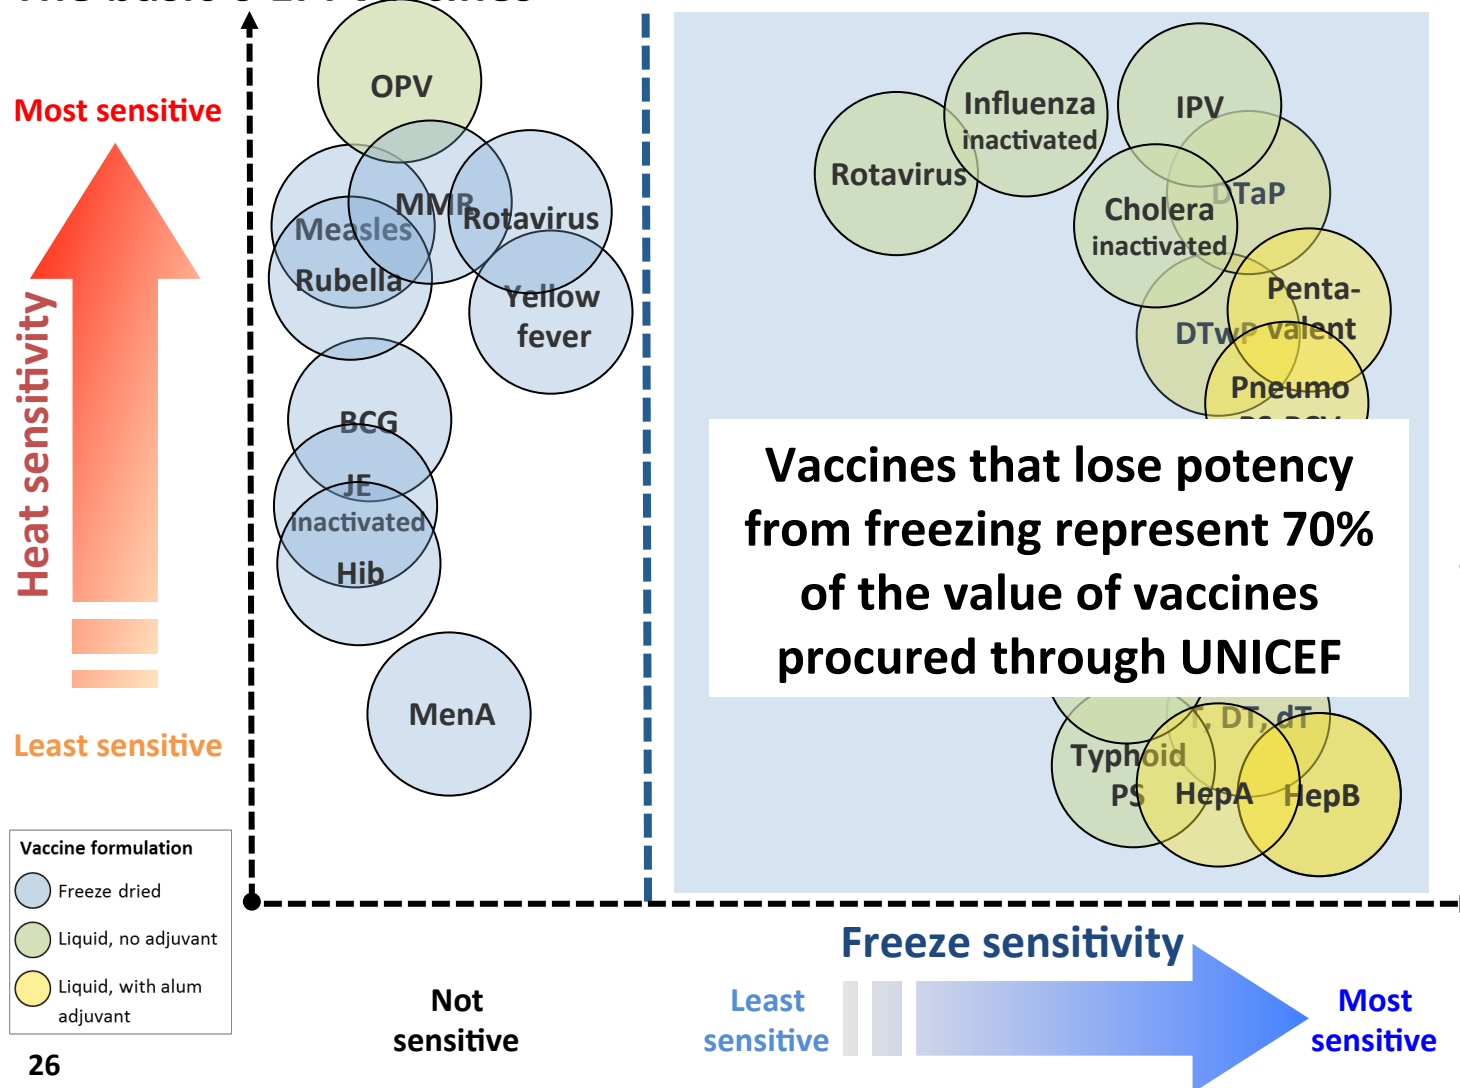 Most sensitive
Heat sensitivity
Least sensitive
OPV
MMR
Rotavirus
Measles
Rubella
Yellow
fever
BCG
JE
inactivated
Hib
MenA
Influenza
inactivated
IPV
Rotavirus
DTaP
Cholera
inactivated
Penta-
valent
DTwP
Pneumo
Vaccines that lose potency
from freezing represent 70%
of the value of vaccines
procured through UNICEF
T, DT, dT
Typhoid
PS
HepA
HepB
Vaccine formulation
Freeze dried
Liquid, no adjuvant
Liquid, with alum
adjuvant
Freeze sensitivity
Not
sensitive
Least
sensitive
Most
sensitive
26